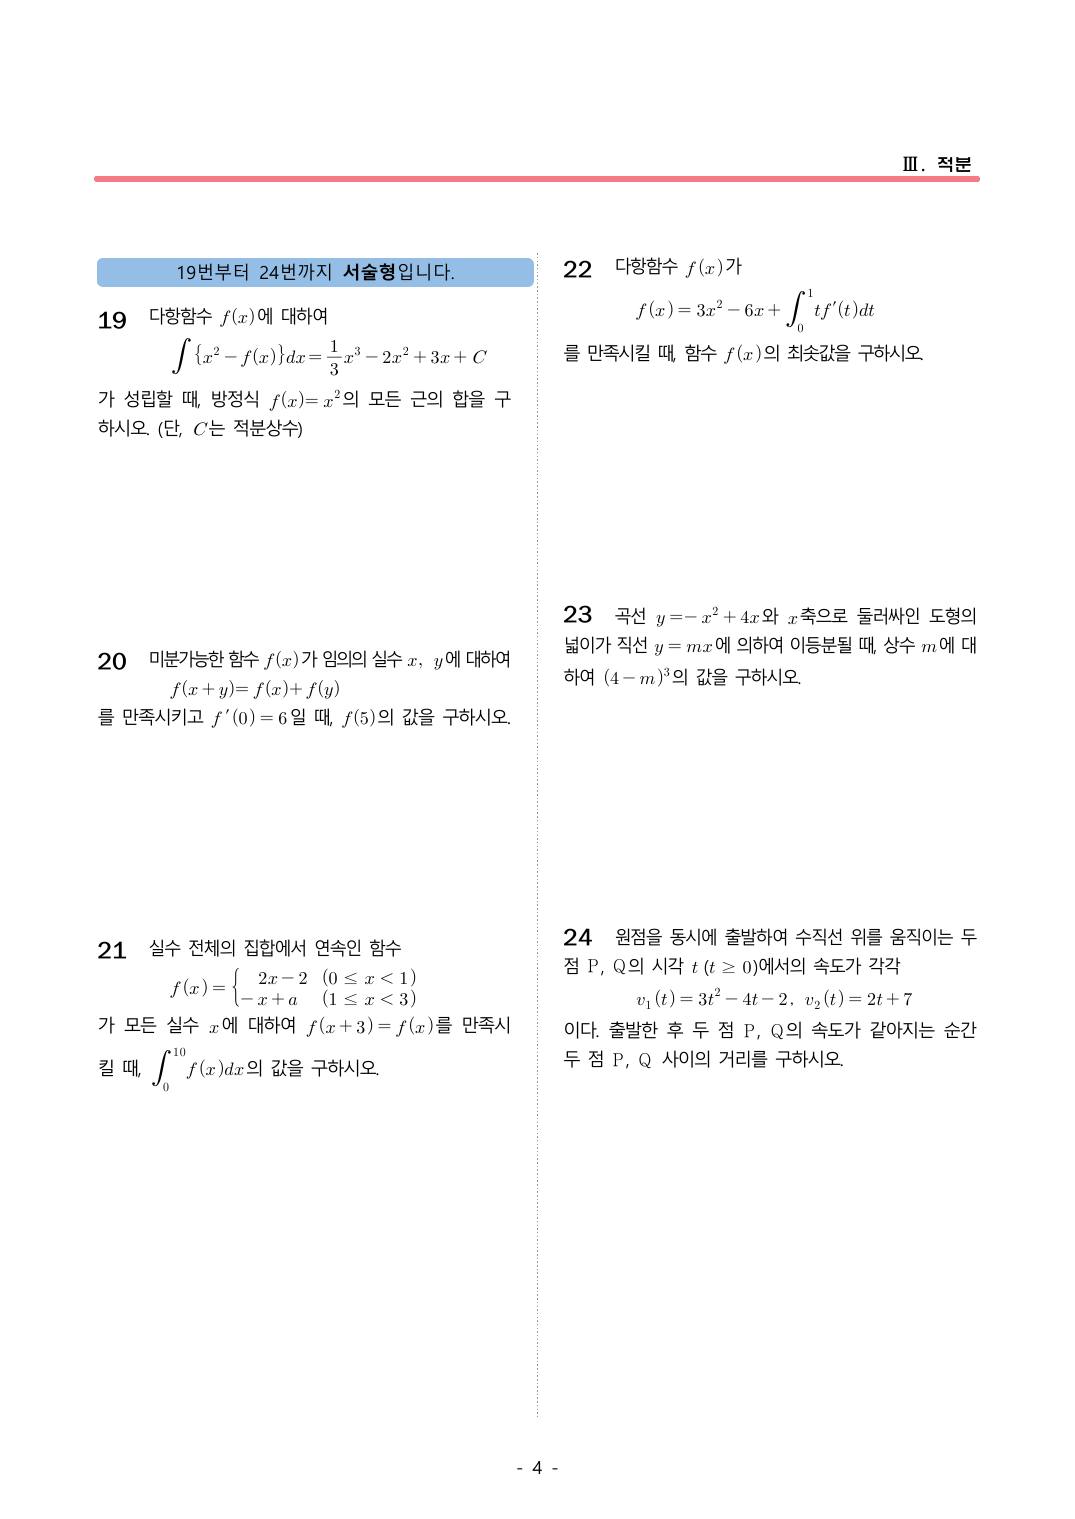 Ⅲ. 적분
19번부터 24번까지 서술형입니다.
19 다항함수 f(x)에 대하여
∫{x² − f(x)}dx = 1/3 x³ − 2x² + 3x + C
가 성립할 때, 방정식 f(x) = x²의 모든 근의 합을 구
하시오. (단, C는 적분상수)
20 미분가능한 함수 f(x)가 임의의 실수 x, y에 대하여
f(x+y) = f(x) + f(y)
를 만족시키고 f′(0) = 6일 때, f(5)의 값을 구하시오.
21 실수 전체의 집합에서 연속인 함수
f(x) = { 2x−2 (0 ≤ x < 1)
−x+a (1 ≤ x < 3)
가 모든 실수 x에 대하여 f(x+3) = f(x)를 만족시
킬 때, ∫₀¹⁰ f(x)dx의 값을 구하시오.
22 다항함수 f(x)가
f(x) = 3x² − 6x + ∫₀¹ tf′(t)dt
를 만족시킬 때, 함수 f(x)의 최솟값을 구하시오.
23 곡선 y = −x² + 4x와 x축으로 둘러싸인 도형의
넓이가 직선 y = mx에 의하여 이등분될 때, 상수 m에 대
하여 (4−m)³의 값을 구하시오.
24 원점을 동시에 출발하여 수직선 위를 움직이는 두
점 P, Q의 시각 t (t ≥ 0)에서의 속도가 각각
v₁(t) = 3t² − 4t − 2, v₂(t) = 2t + 7
이다. 출발한 후 두 점 P, Q의 속도가 같아지는 순간
두 점 P, Q 사이의 거리를 구하시오.
- 4 -